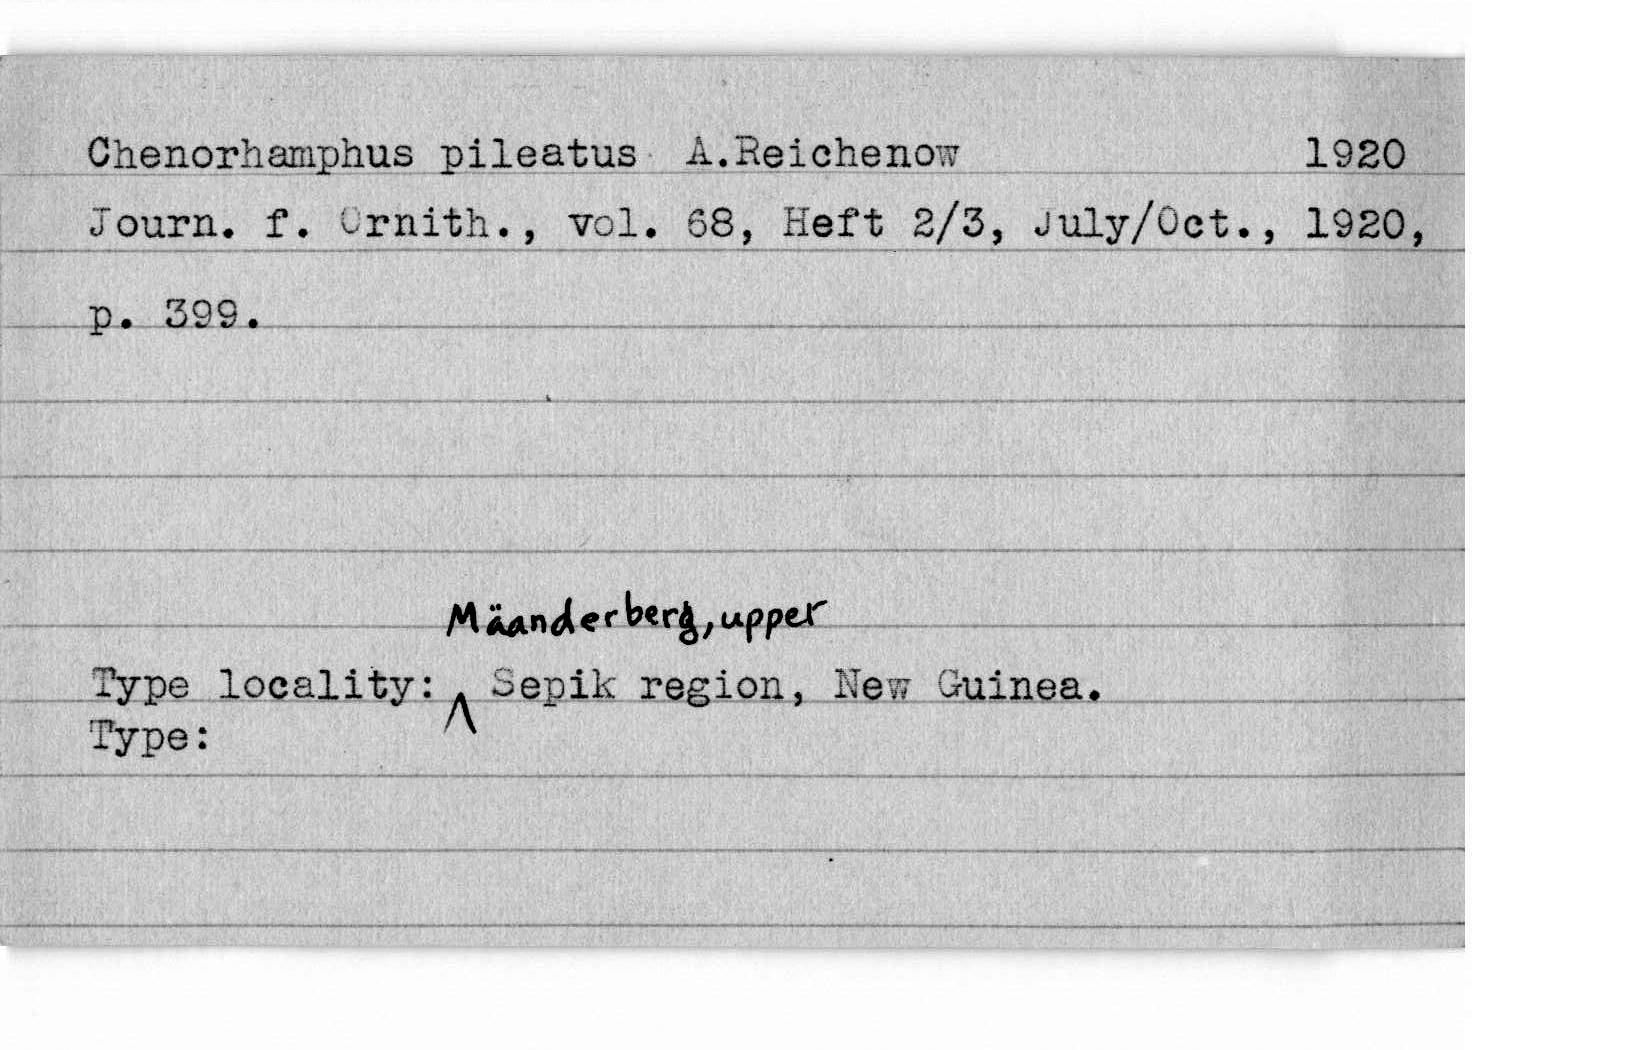 Chenorhamphus pileatus A.Reichenow 1920
Journ. f. Ornith., vol. 68, Heft 2/3, July/Oct., 1920,
p. 399.
Mäanderberg, upper
Type locality: ^ Sepik region, New Guinea.
Type: